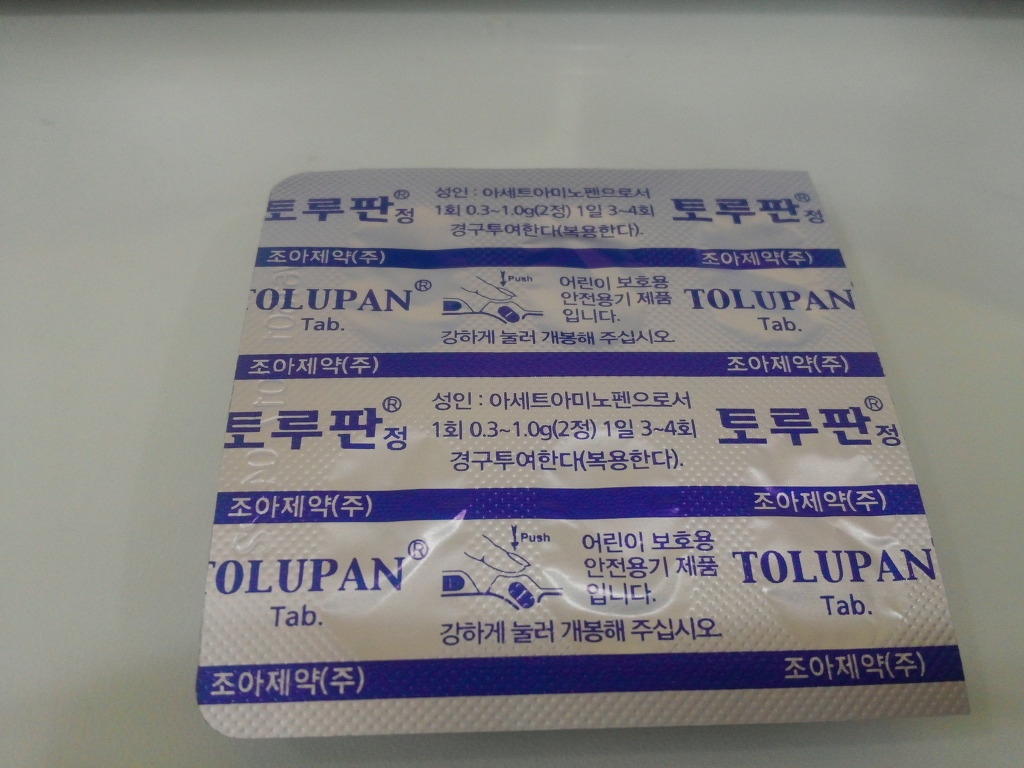 토루판® 정 성인 : 아세트아미노펜으로서 토루판® 정
1회 0.3~1.0g(2정) 1일 3~4회
경구투여한다(복용한다).
조아제약(주) 조아제약(주)
TOLUPAN® Push 어린이 보호용 TOLUPAN
Tab. 안전용기 제품 Tab.
입니다.
강하게 눌러 개봉해 주십시오
조아제약(주) 조아제약(주)
토루판® 정 성인 : 아세트아미노펜으로서 토루판® 정
1회 0.3~1.0g(2정) 1일 3~4회
경구투여한다(복용한다).
조아제약(주) 조아제약(주)
TOLUPAN® Push 어린이 보호용 TOLUPAN
Tab. 안전용기 제품 Tab.
입니다.
강하게 눌러 개봉해 주십시오
조아제약(주) 조아제약(주)